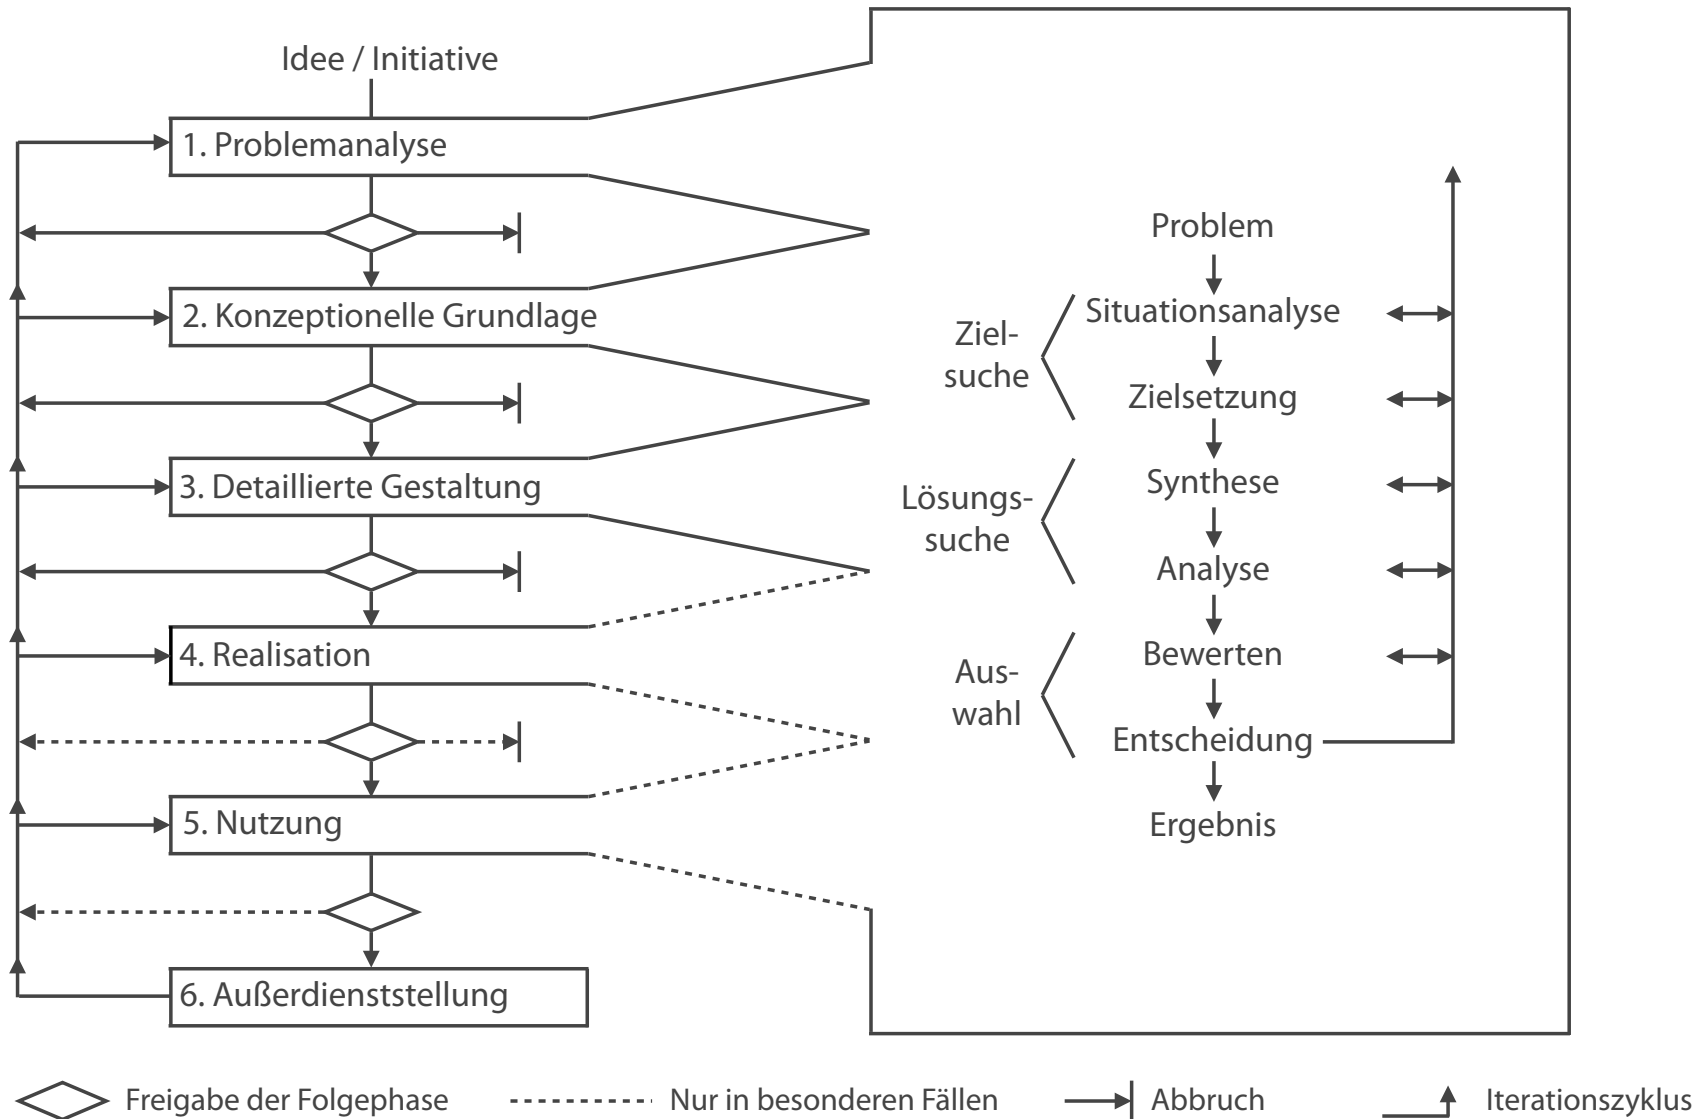 Idee / Initiative
1. Problemanalyse
2. Konzeptionelle Grundlage
3. Detaillierte Gestaltung
4. Realisation
5. Nutzung
6. Außerdienststellung
Ziel-
suche
Lösungs-
suche
Aus-
wahl
Problem
Situationsanalyse
Zielsetzung
Synthese
Analyse
Bewerten
Entscheidung
Ergebnis
Freigabe der Folgephase
Nur in besonderen Fällen
Abbruch
Iterationszyklus